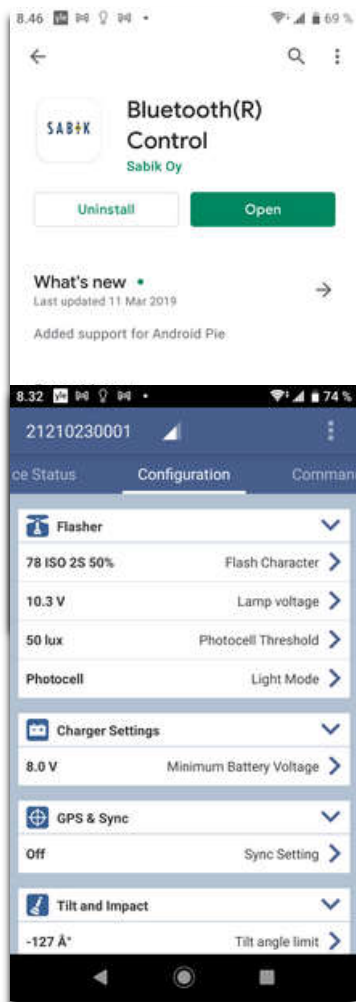 8.46 69 %
SABIK
Bluetooth(R)
Control
Sabik Oy
Uninstall Open
What's new
Last updated 11 Mar 2019
Added support for Android Pie
8.32 yle 74 %
21210230001
ce Status Configuration Comman
Flasher
78 ISO 2S 50% Flash Character
10.3 V Lamp voltage
50 lux Photocell Threshold
Photocell Light Mode
Charger Settings
8.0 V Minimum Battery Voltage
GPS & Sync
Off Sync Setting
Tilt and Impact
-127 Å° Tilt angle limit